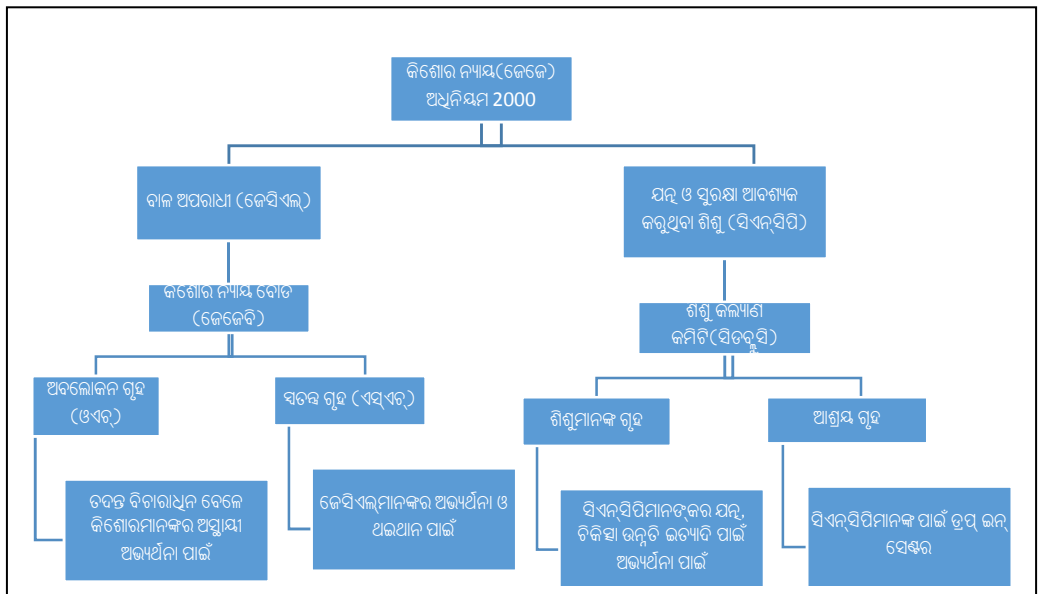 କିଶୋର ନ୍ୟାୟ(ଜେଜେ)
ଅଧିନିୟମ 2000
ବାଳ ଅପରାଧୀ (ଜେସିଏଲ୍)
ଯତ୍ନ ଓ ସୁରକ୍ଷା ଆବଶ୍ୟକ
କରୁଥିବା ଶିଶୁ (ସିଏନ୍‌ସିପି)
କିଶୋର ନ୍ୟାୟ ବୋର୍ଡ
(ଜେଜେବି)
ଶିଶୁ କଲ୍ୟାଣ
କମିଟି(ସିଡବ୍ଲୁସି)
ଅବଲୋକନ ଗୃହ
(ଓଏଚ୍)
ସ୍ୱତନ୍ତ୍ର ଗୃହ (ଏସ୍ଏଚ୍)
ଶିଶୁମାନଙ୍କ ଗୃହ
ଆଶ୍ରୟ ଗୃହ
ତଦନ୍ତ ବିଚାରାଧିନ ବେଳେ
କିଶୋରମାନଙ୍କର ଅସ୍ଥାୟୀ
ଅଭ୍ୟର୍ଥନା ପାଇଁ
ଜେସିଏଲ୍‌ମାନଙ୍କର ଅଭ୍ୟର୍ଥନା ଓ
ଥଇଥାନ ପାଇଁ
ସିଏନ୍‌ସିପିମାନଙ୍କର ଯତ୍ନ,
ଚିକିତ୍ସା ଉନ୍ନତି ଇତ୍ୟାଦି ପାଇଁ
ଅଭ୍ୟର୍ଥନା ପାଇଁ
ସିଏନ୍‌ସିପିମାନଙ୍କ ପାଇଁ ଡ୍ରପ୍ ଇନ୍
ସେଣ୍ଟର